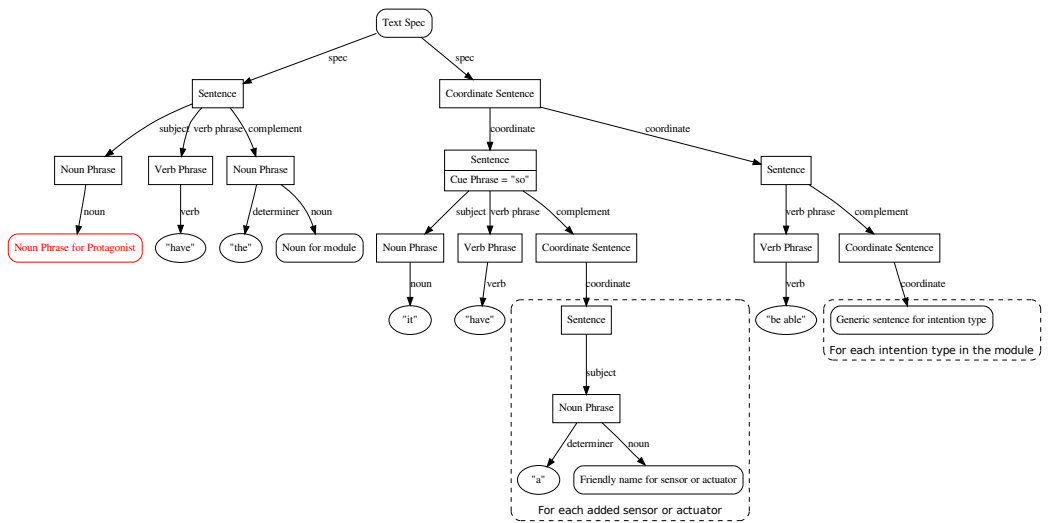 Text Spec
spec
spec
Sentence
Coordinate Sentence
subject
verb phrase
complement
coordinate
coordinate
Noun Phrase
Verb Phrase
Noun Phrase
Sentence
Cue Phrase = "so"
Sentence
noun
verb
determiner
noun
subject
verb phrase
complement
verb phrase
complement
Noun Phrase for Protagonist
"have"
"the"
Noun for module
Noun Phrase
Verb Phrase
Coordinate Sentence
Verb Phrase
Coordinate Sentence
noun
verb
coordinate
verb
coordinate
"it"
"have"
Sentence
"be able"
Generic sentence for intention type
For each intention type in the module
subject
Noun Phrase
determiner
noun
"a"
Friendly name for sensor or actuator
For each added sensor or actuator